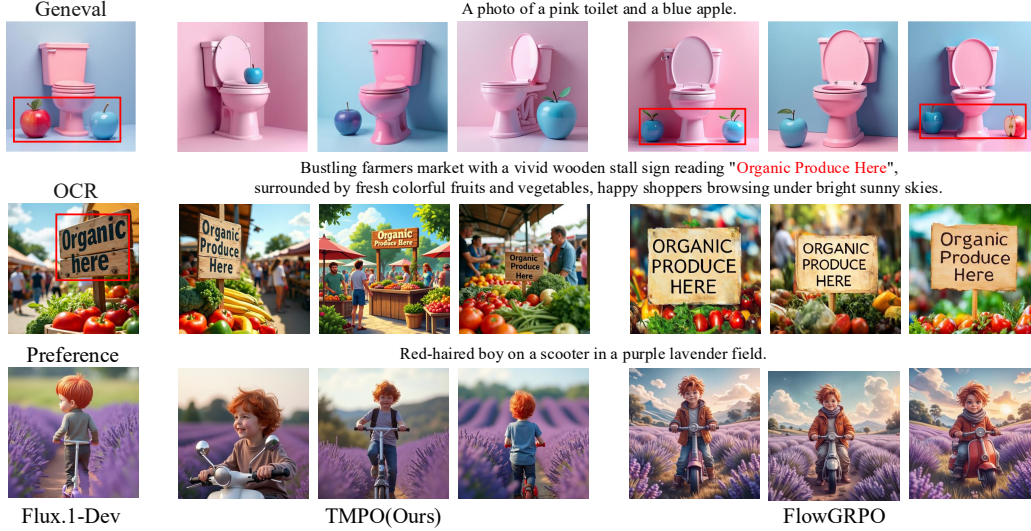 Geneval
A photo of a pink toilet and a blue apple.
Bustling farmers market with a vivid wooden stall sign reading "Organic Produce Here",
surrounded by fresh colorful fruits and vegetables, happy shoppers browsing under bright sunny skies.
OCR
Organic
here
Organic
Produce
Here
Organic
Produce Here
Organic
Produce
Here
ORGANIC
PRODUCE
HERE
ORGANIC
PRODUCE
HERE
Organic
Produce
Here
Preference
Red-haired boy on a scooter in a purple lavender field.
Flux.1-Dev
TMPO(Ours)
FlowGRPO